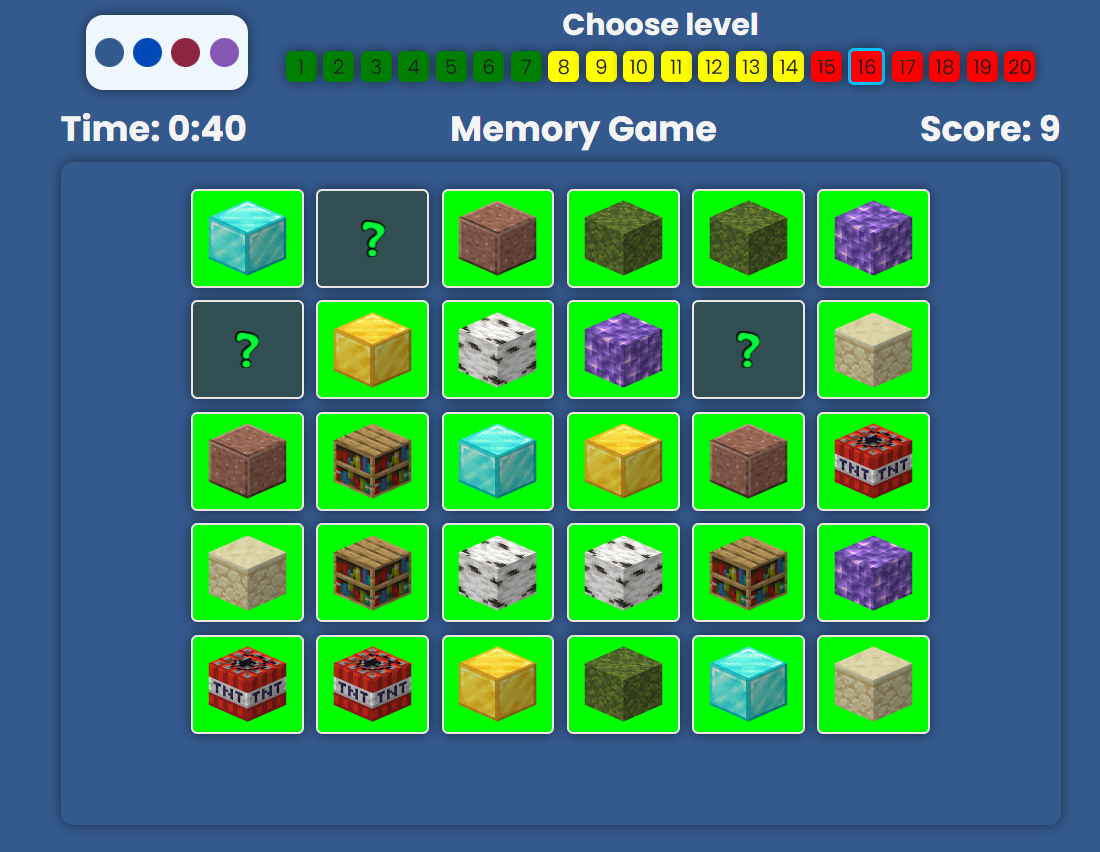 Choose level
1 2 3 4 5 6 7 8 9 10 11 12 13 14 15 16 17 18 19 20
Time: 0:40 Memory Game Score: 9
?
? ?
TNT TNT
TNT TNT TNT TNT